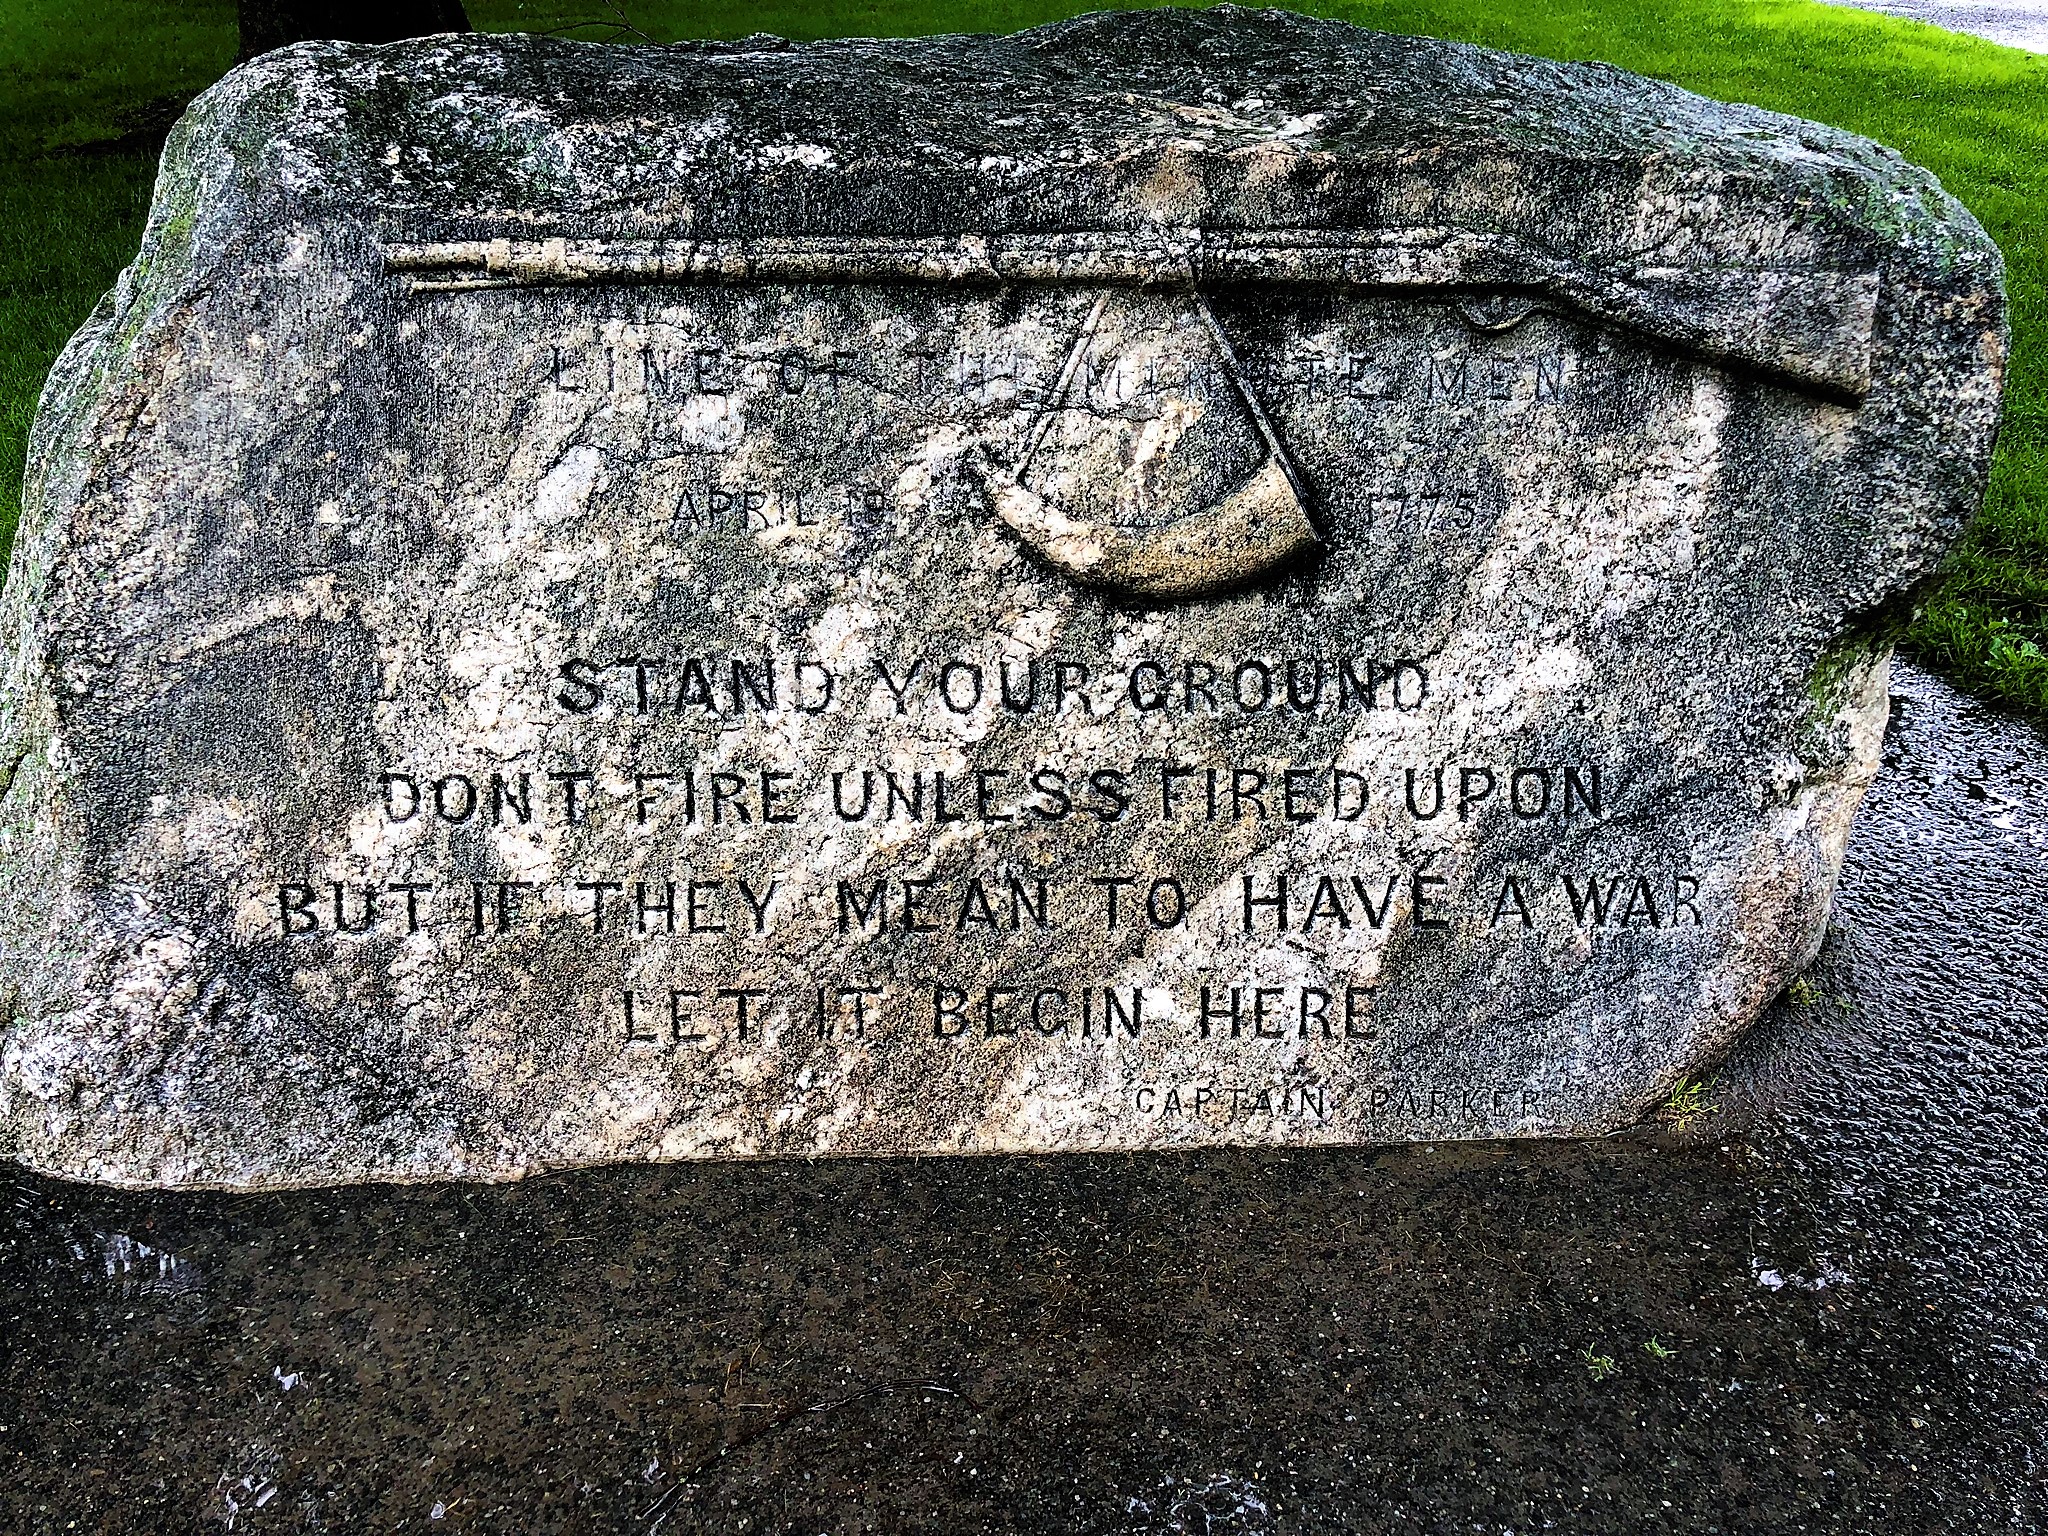 LINE OF THE MINUTE MEN
APRIL 19 1775
STAND YOUR GROUND
DON'T FIRE UNLESS FIRED UPON
BUT IF THEY MEAN TO HAVE A WAR
LET IT BEGIN HERE
CAPTAIN PARKER